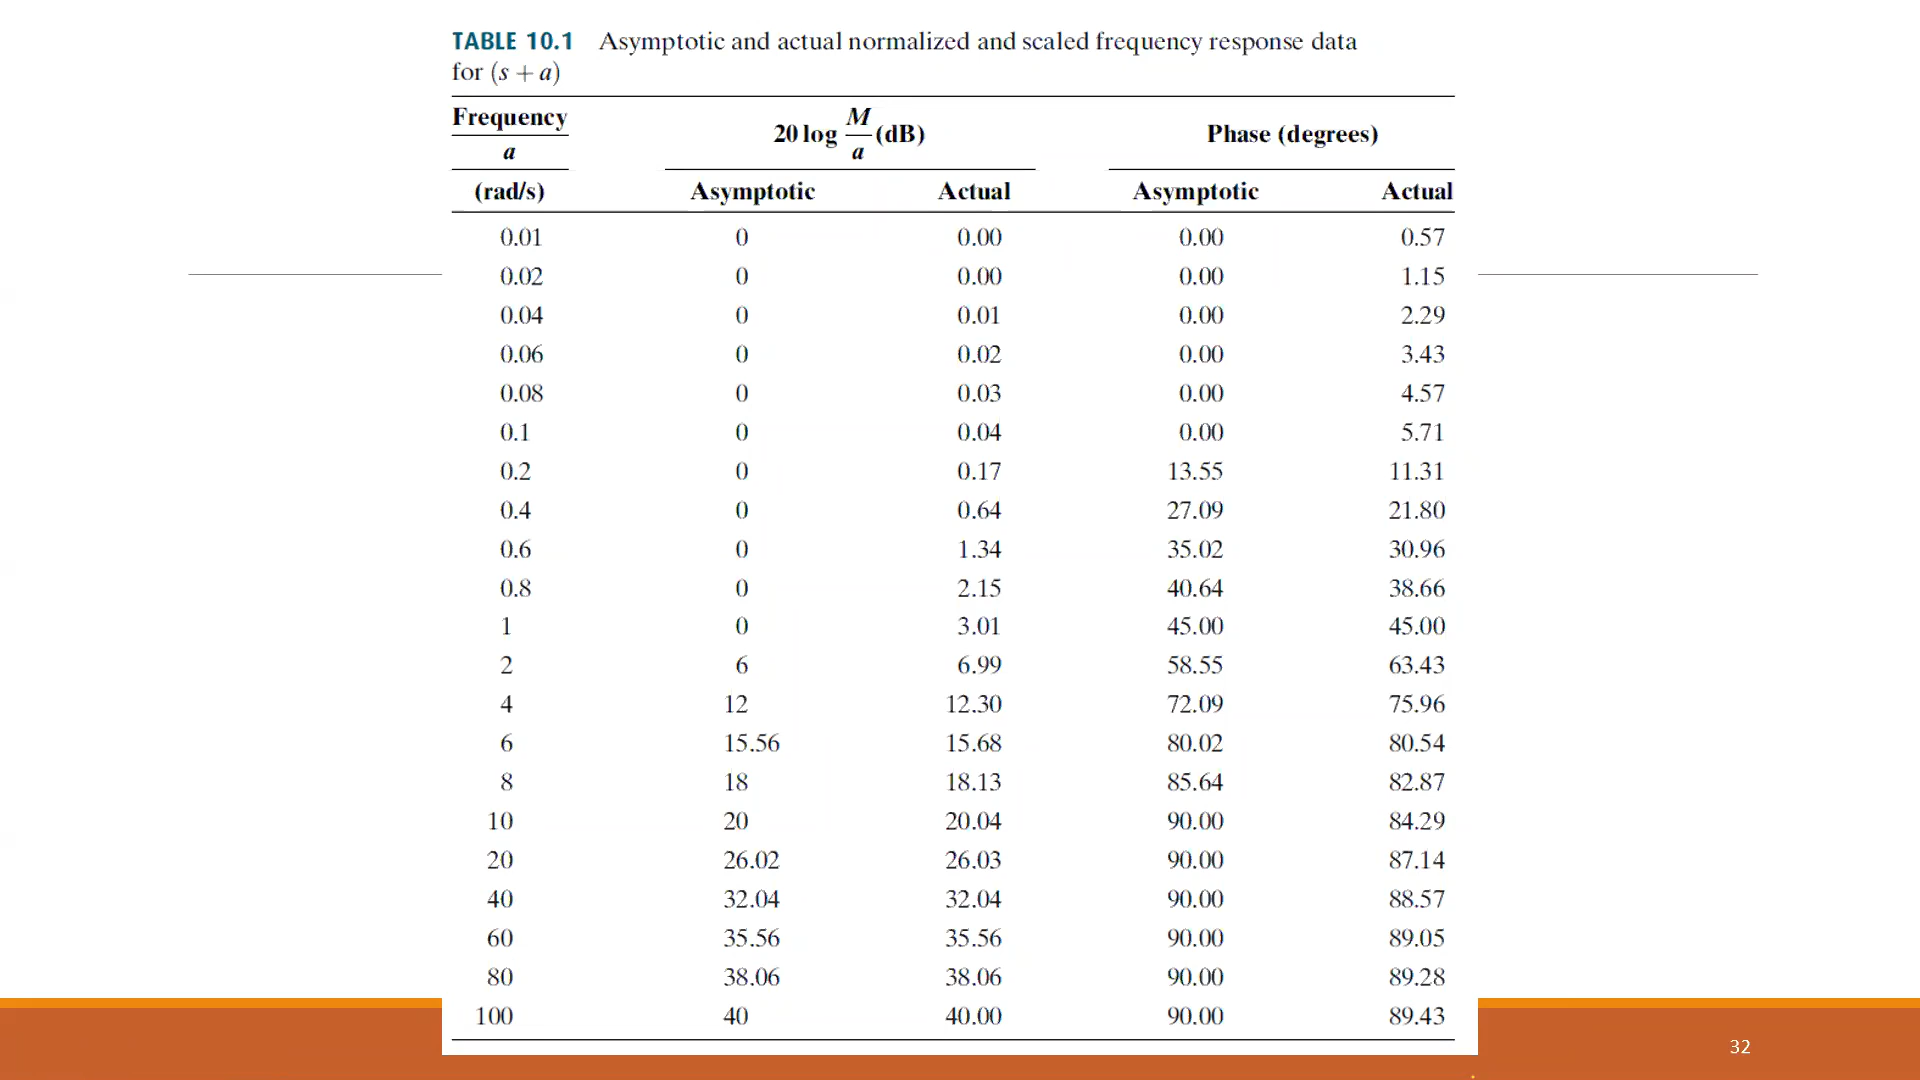 TABLE 10.1 Asymptotic and actual normalized and scaled frequency response data
for (s + a)
Frequency
a
(rad/s)
20 log M/a (dB)
Phase (degrees)
Asymptotic Actual Asymptotic Actual
0.01 0 0.00 0.00 0.57
0.02 0 0.00 0.00 1.15
0.04 0 0.01 0.00 2.29
0.06 0 0.02 0.00 3.43
0.08 0 0.03 0.00 4.57
0.1 0 0.04 0.00 5.71
0.2 0 0.17 13.55 11.31
0.4 0 0.64 27.09 21.80
0.6 0 1.34 35.02 30.96
0.8 0 2.15 40.64 38.66
1 0 3.01 45.00 45.00
2 6 6.99 58.55 63.43
4 12 12.30 72.09 75.96
6 15.56 15.68 80.02 80.54
8 18 18.13 85.64 82.87
10 20 20.04 90.00 84.29
20 26.02 26.03 90.00 87.14
40 32.04 32.04 90.00 88.57
60 35.56 35.56 90.00 89.05
80 38.06 38.06 90.00 89.28
100 40 40.00 90.00 89.43
32